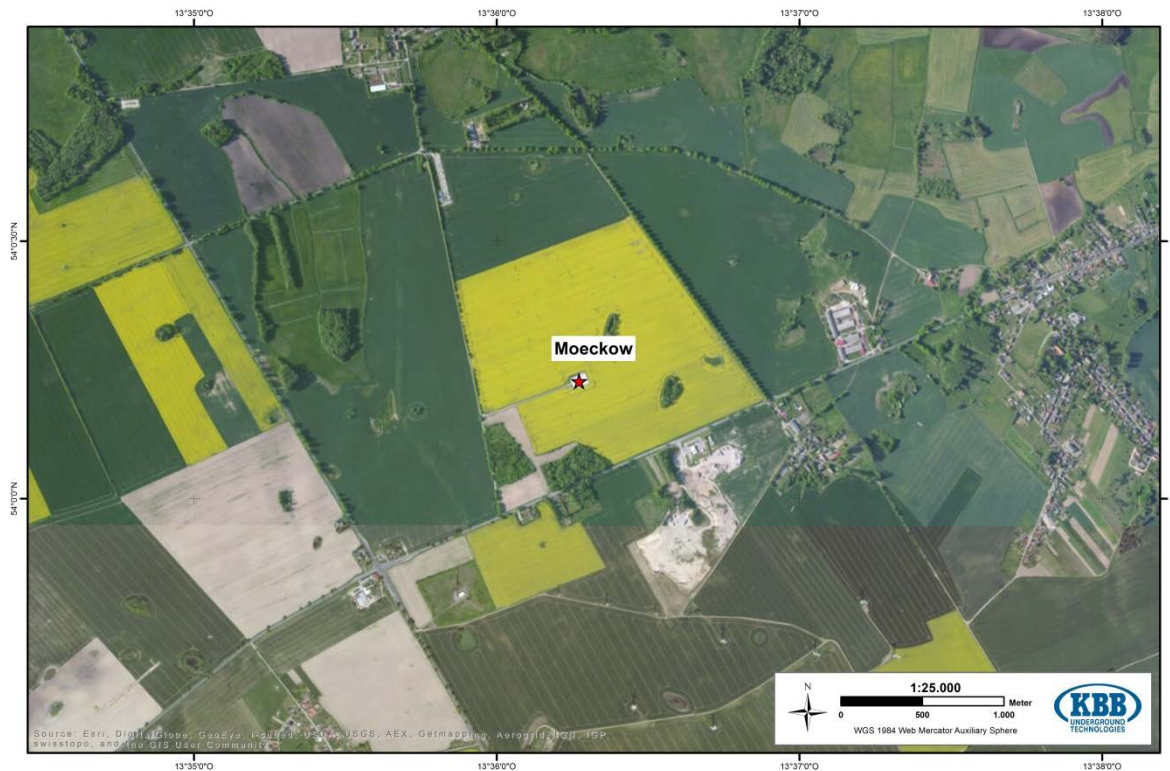 13°35'0"O 13°36'0"O 13°37'0"O 13°38'0"O
54°0'30"N
Moeckow
54°0'0"N
N
1:25.000
Meter
0 500 1.000
WGS 1984 Web Mercator Auxiliary Sphere
KBB
UNDERGROUND
TECHNOLOGIES
Source: Esri, DigitalGlobe, GeoEye, i-cubed, USDA, USGS, AEX, Getmapping, Aerogrid, IGN, IGP,
swisstopo, and the GIS User Community
13°35'0"O 13°36'0"O 13°37'0"O 13°38'0"O